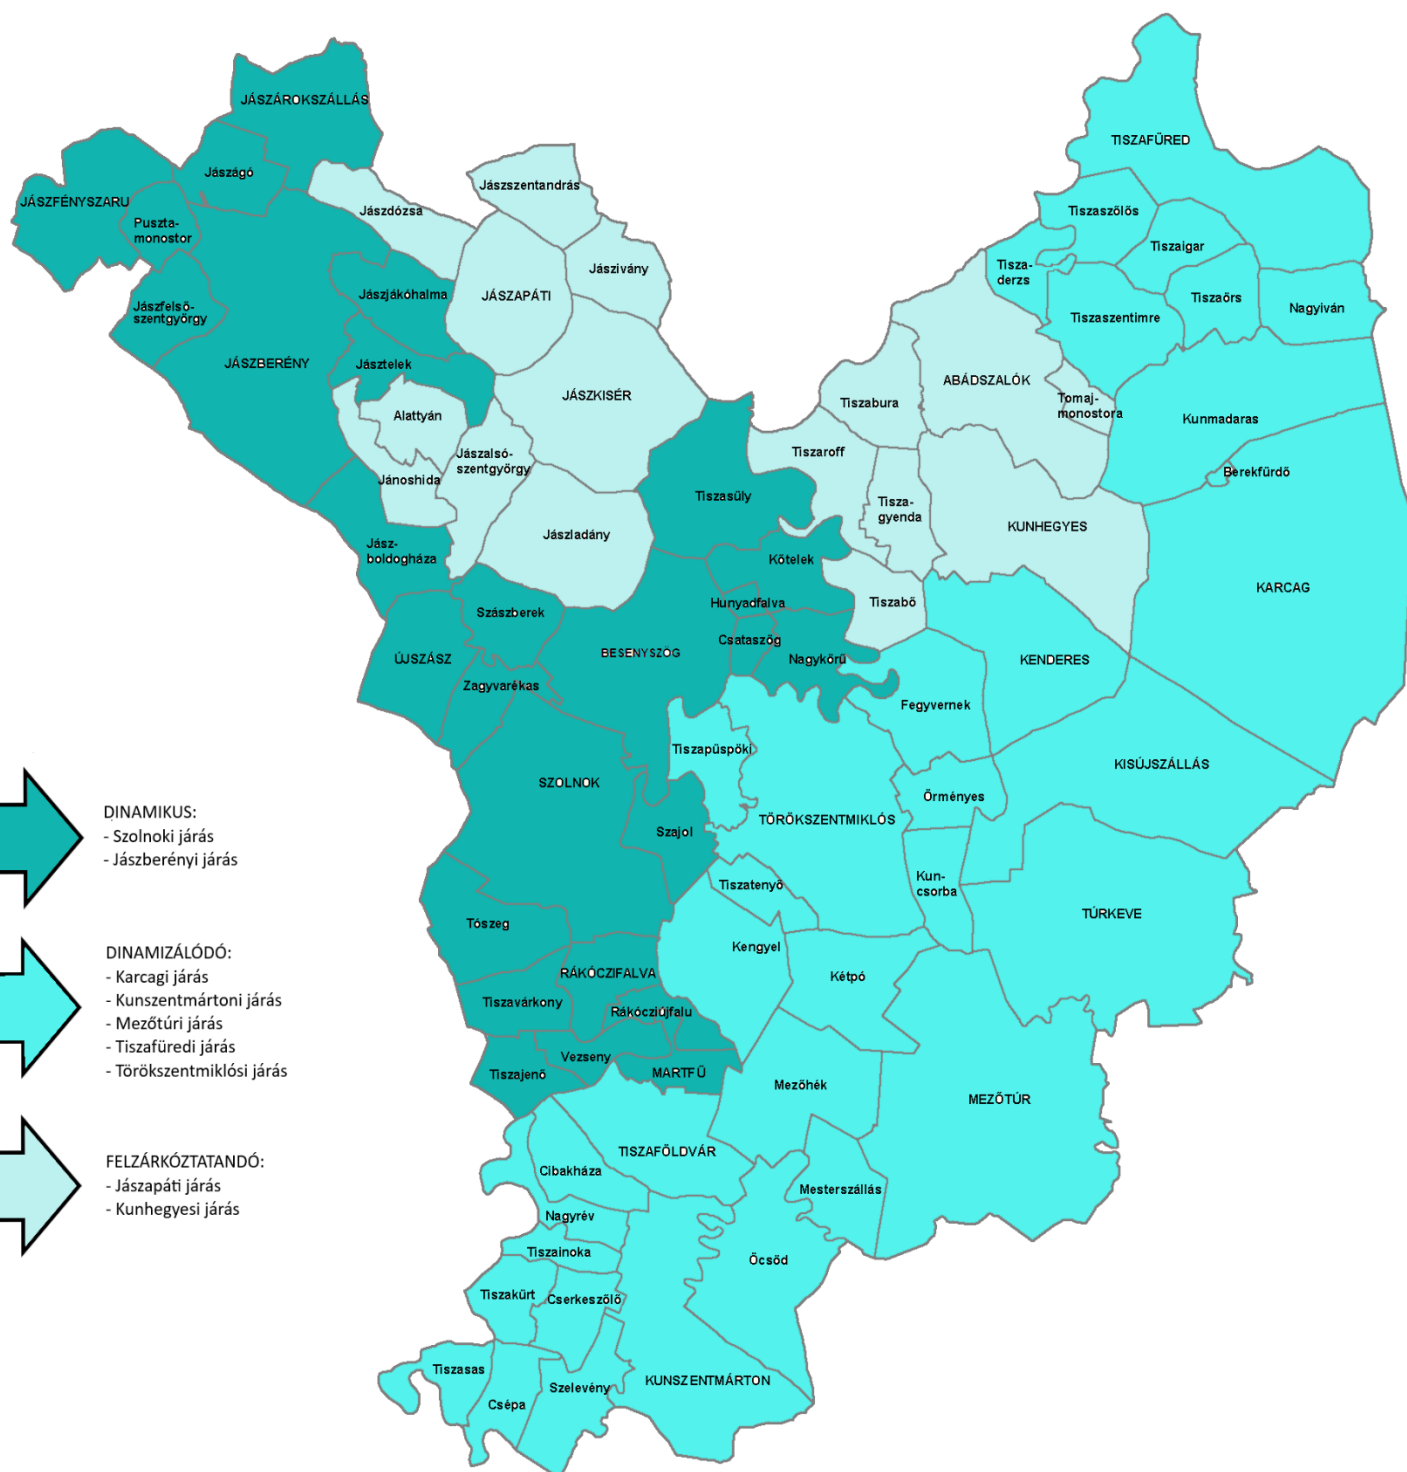 JÁSZÁROKSZÁLLÁS
TISZAFÜRED
Jászágó
Jászszentandrás
JÁSZFÉNYSZARU
Jászdózsa
Tiszaszőlős
Puszta-
monostor
Tiszaigar
Jászivány
Tisza-
derzs
JÁSZAPÁTI
Jászjákóhalma
Tiszaörs
Nagyiván
Jászfelső-
szentgyörgy
Tiszaszentimre
JÁSZBERÉNY
Jásztelek
ABÁDSZALÓK
JÁSZKISÉR
Tiszabura
Tomaj-
monostora
Alattyán
Kunmadaras
Tiszaroff
Jászalsó-
szentgyörgy
Berekfürdő
Jánoshida
Tiszasüly
Tisza-
gyenda
KUNHEGYES
Jászladány
Jász-
boldogháza
Kőtelek
KARCAG
Hunyadfalva
Tiszabő
Szászberek
Csataszög
BESENYSZÖG
ÚJSZÁSZ
Nagykörű
KENDERES
Zagyvarékas
Fegyvernek
Tiszapüspöki
KISÚJSZÁLLÁS
SZOLNOK
Örményes
DINAMIKUS:
- Szolnoki járás
- Jászberényi járás
TÖRÖKSZENTMIKLÓS
Szajol
Tiszatenyő
Kun-
csorba
TÚRKEVE
Tószeg
Kengyel
DINAMIZÁLÓDÓ:
- Karcagi járás
- Kunszentmártoni járás
- Mezőtúri járás
- Tiszafüredi járás
- Törökszentmiklósi járás
RÁKÓCZIFALVA
Kétpó
Tiszavárkony
Rákócziújfalu
Vezseny
Tiszajenő
MARTFŰ
Mezőhék
MEZŐTÚR
TISZAFÖLDVÁR
FELZÁRKÓZTATANDÓ:
- Jászapáti járás
- Kunhegyesi járás
Cibakháza
Mesterszállás
Nagyrév
Tiszainoka
Öcsöd
Tiszakürt
Cserkeszőlő
Tiszasas
KUNSZENTMÁRTON
Szelevény
Csépa